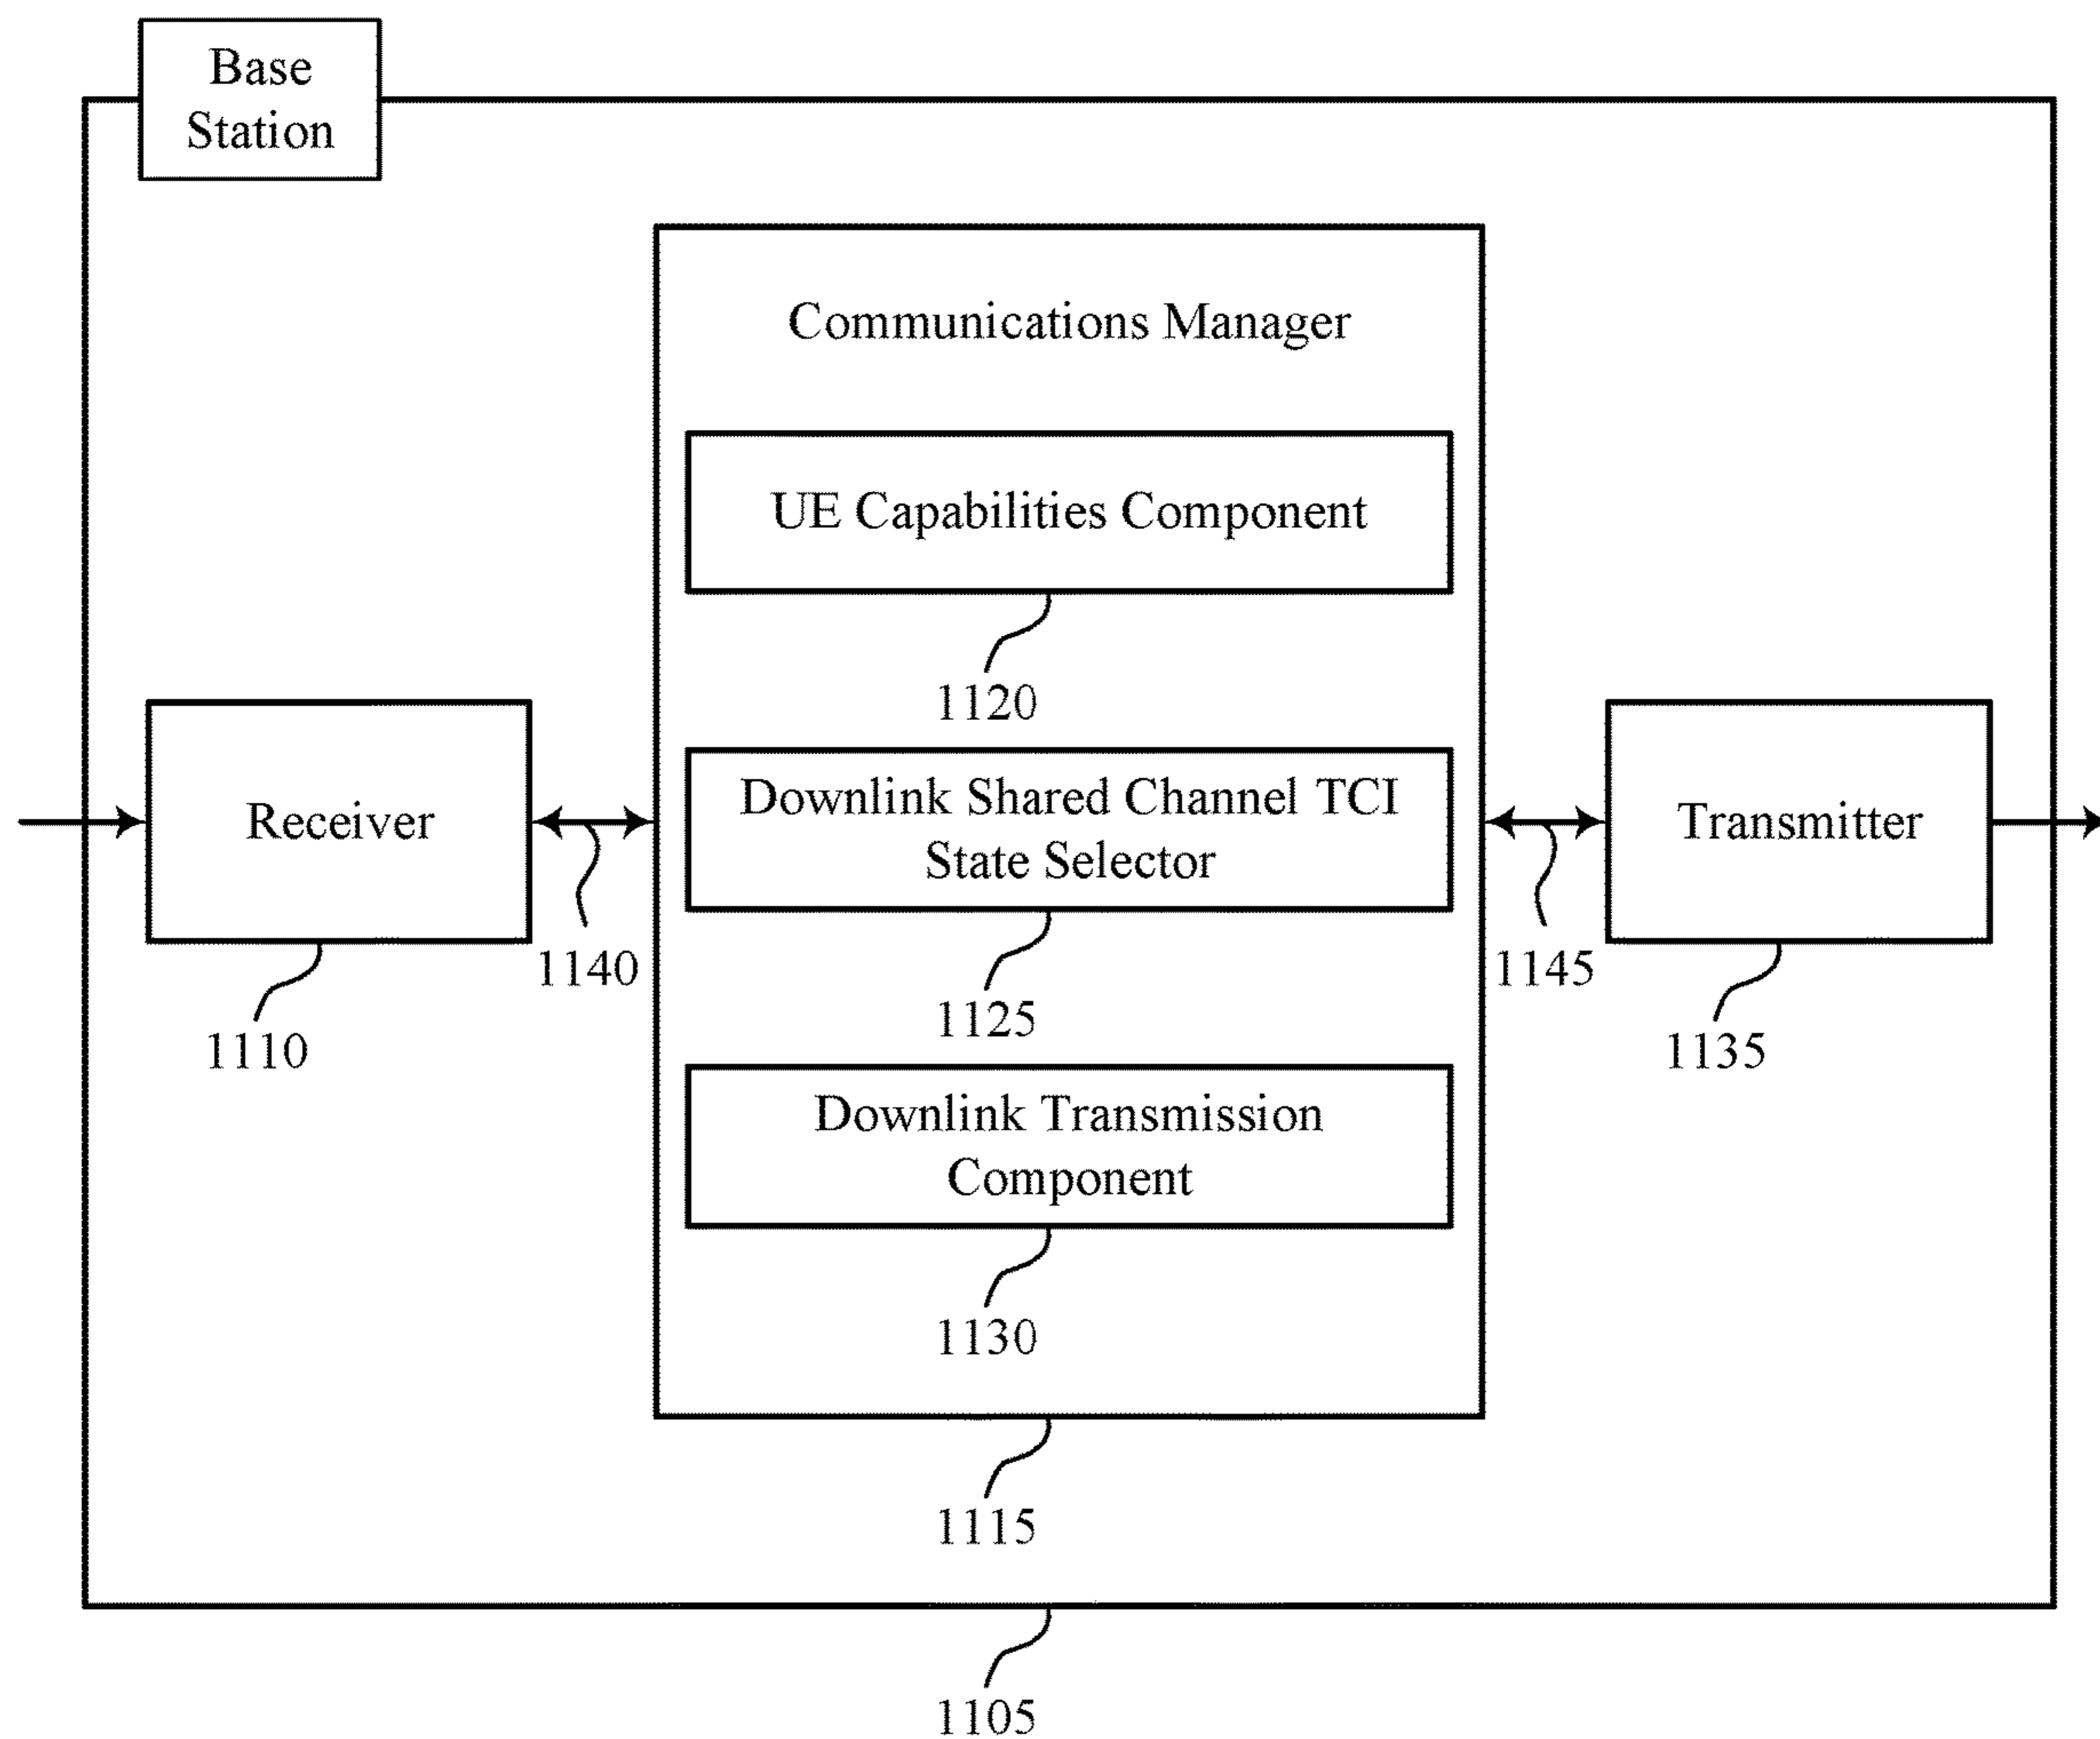 Base
Station
Communications Manager
UE Capabilities Component
1120
Receiver
1110
1140
Downlink Shared Channel TCI
State Selector
1125
1145
Transmitter
1135
Downlink Transmission
Component
1130
1115
1105